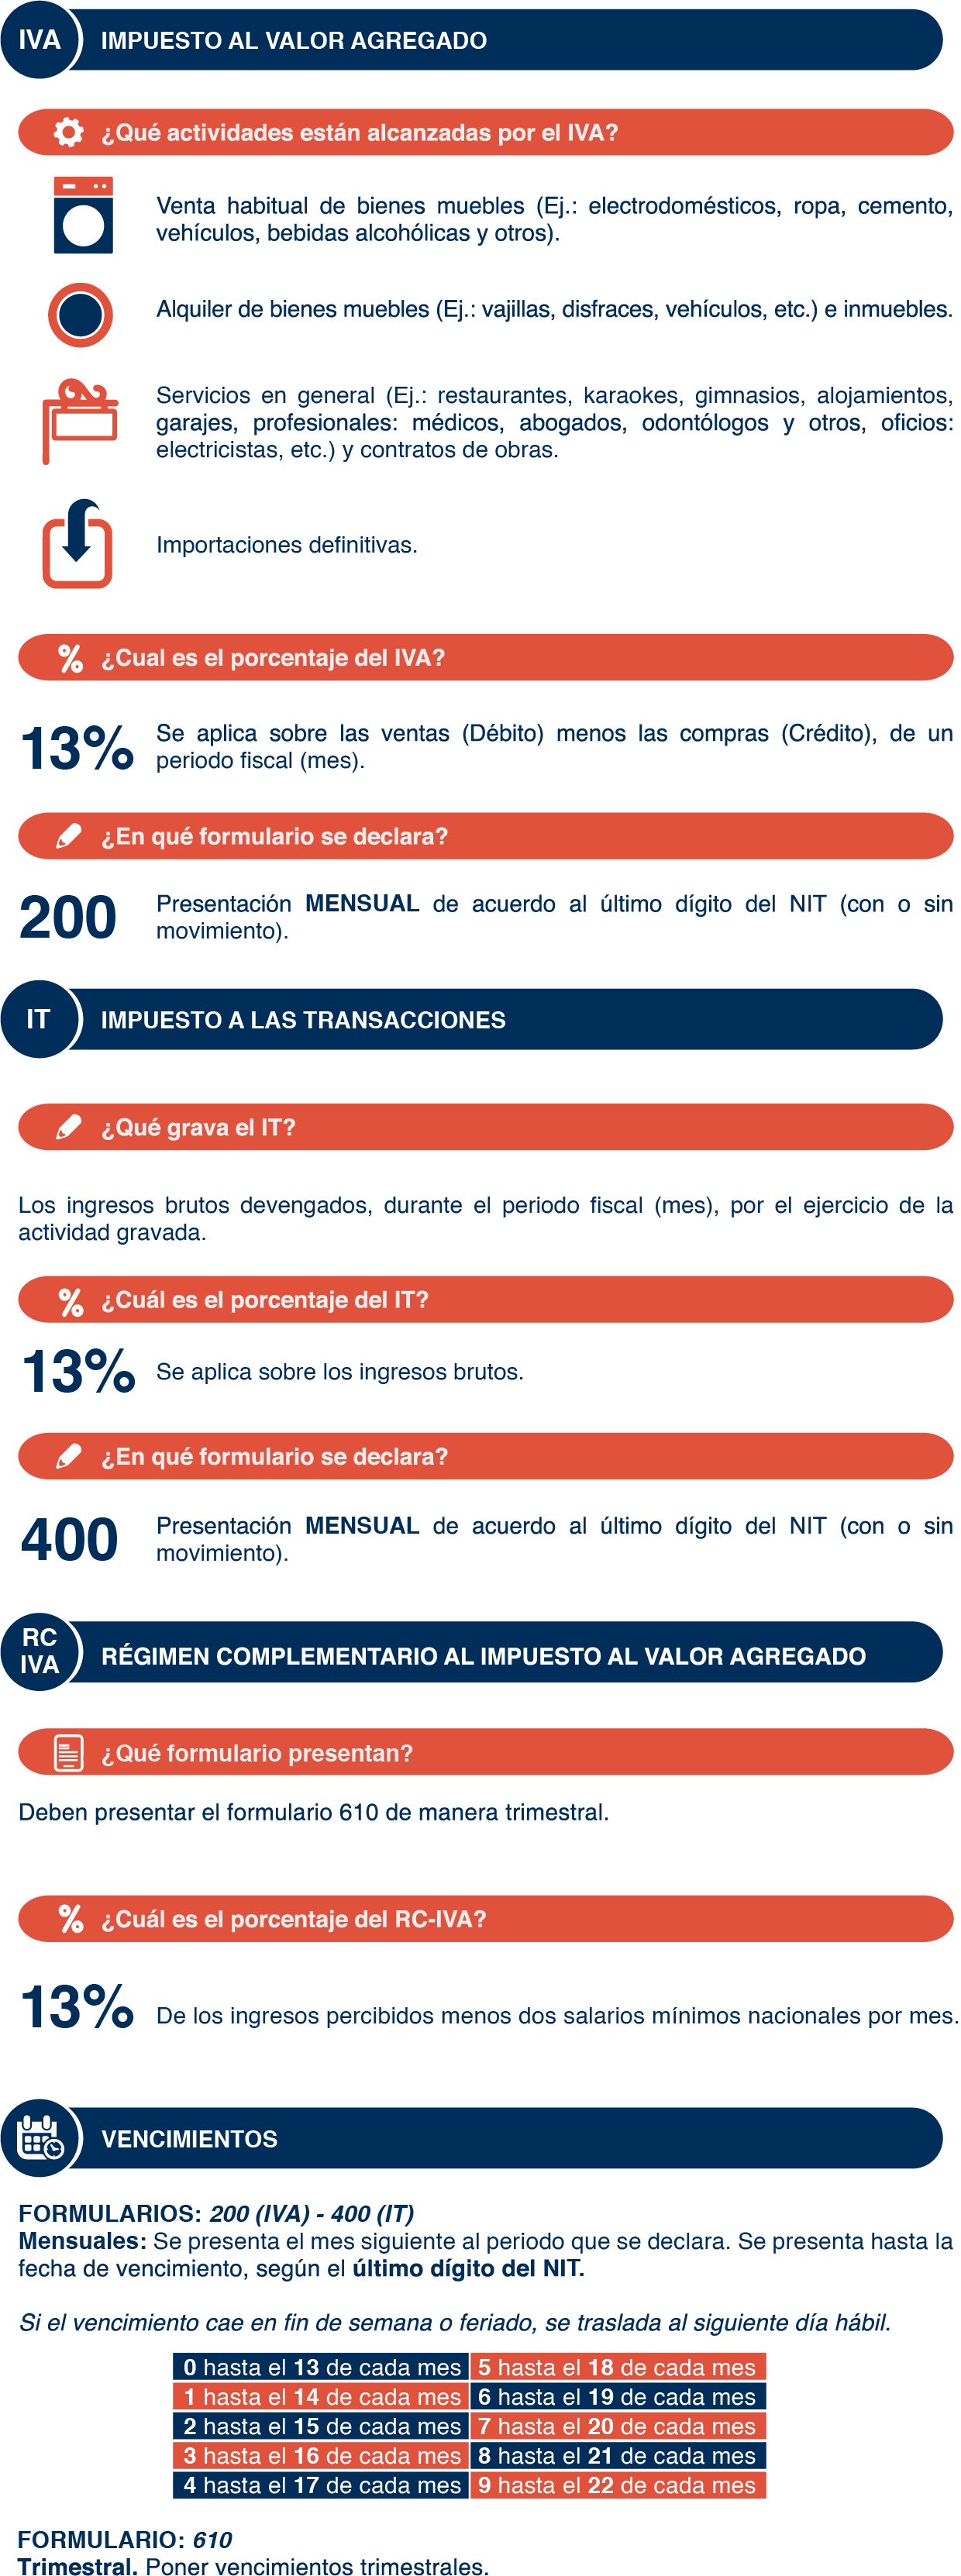 IVA
IMPUESTO AL VALOR AGREGADO
¿Qué actividades están alcanzadas por el IVA?
Venta habitual de bienes muebles (Ej.: electrodomésticos, ropa, cemento,
vehículos, bebidas alcohólicas y otros).
Alquiler de bienes muebles (Ej.: vajillas, disfraces, vehículos, etc.) e inmuebles.
Servicios en general (Ej.: restaurantes, karaokes, gimnasios, alojamientos,
garajes, profesionales: médicos, abogados, odontólogos y otros, oficios:
electricistas, etc.) y contratos de obras.
Importaciones definitivas.
% ¿Cual es el porcentaje del IVA?
13%
Se aplica sobre las ventas (Débito) menos las compras (Crédito), de un
periodo fiscal (mes).
¿En qué formulario se declara?
200
Presentación MENSUAL de acuerdo al último dígito del NIT (con o sin
movimiento).
IT
IMPUESTO A LAS TRANSACCIONES
¿Qué grava el IT?
Los ingresos brutos devengados, durante el periodo fiscal (mes), por el ejercicio de la
actividad gravada.
% ¿Cuál es el porcentaje del IT?
13%
Se aplica sobre los ingresos brutos.
¿En qué formulario se declara?
400
Presentación MENSUAL de acuerdo al último dígito del NIT (con o sin
movimiento).
RC
IVA
RÉGIMEN COMPLEMENTARIO AL IMPUESTO AL VALOR AGREGADO
¿Qué formulario presentan?
Deben presentar el formulario 610 de manera trimestral.
% ¿Cuál es el porcentaje del RC-IVA?
13%
De los ingresos percibidos menos dos salarios mínimos nacionales por mes.
VENCIMIENTOS
FORMULARIOS: 200 (IVA) - 400 (IT)
Mensuales: Se presenta el mes siguiente al periodo que se declara. Se presenta hasta la
fecha de vencimiento, según el último dígito del NIT.
Si el vencimiento cae en fin de semana o feriado, se traslada al siguiente día hábil.
0 hasta el 13 de cada mes 5 hasta el 18 de cada mes
1 hasta el 14 de cada mes 6 hasta el 19 de cada mes
2 hasta el 15 de cada mes 7 hasta el 20 de cada mes
3 hasta el 16 de cada mes 8 hasta el 21 de cada mes
4 hasta el 17 de cada mes 9 hasta el 22 de cada mes
FORMULARIO: 610
Trimestral. Poner vencimientos trimestrales.